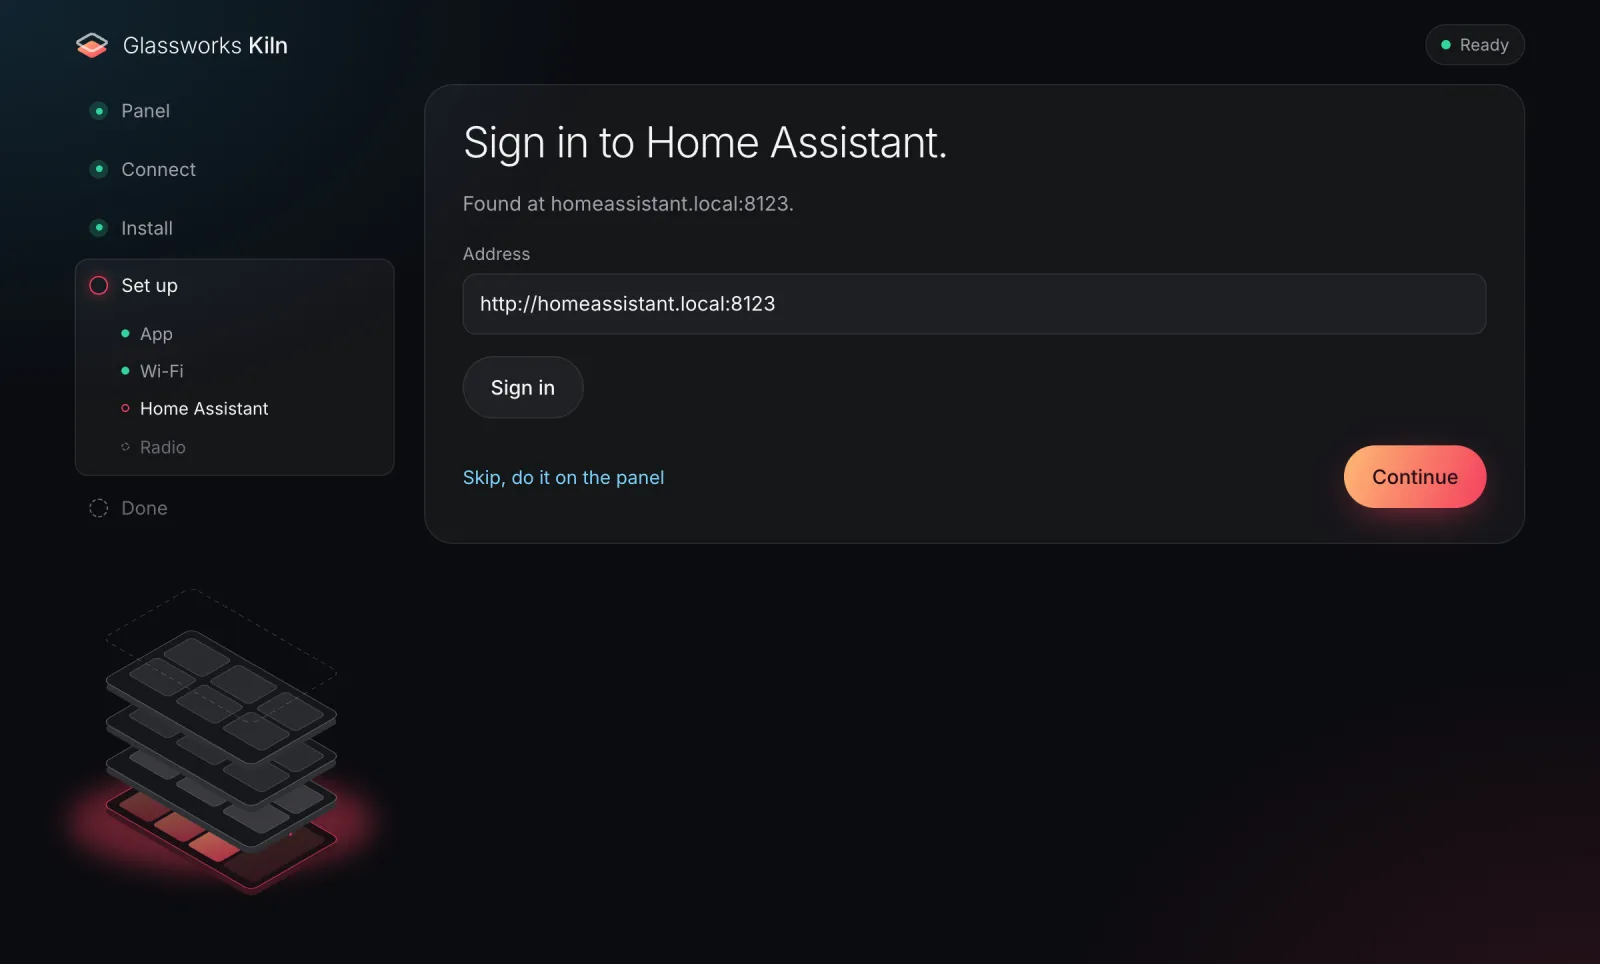 Glassworks Kiln
Ready
Panel
Connect
Install
Set up
App
Wi-Fi
Home Assistant
Radio
Done
Sign in to Home Assistant.
Found at homeassistant.local:8123.
Address
http://homeassistant.local:8123
Sign in
Skip, do it on the panel
Continue